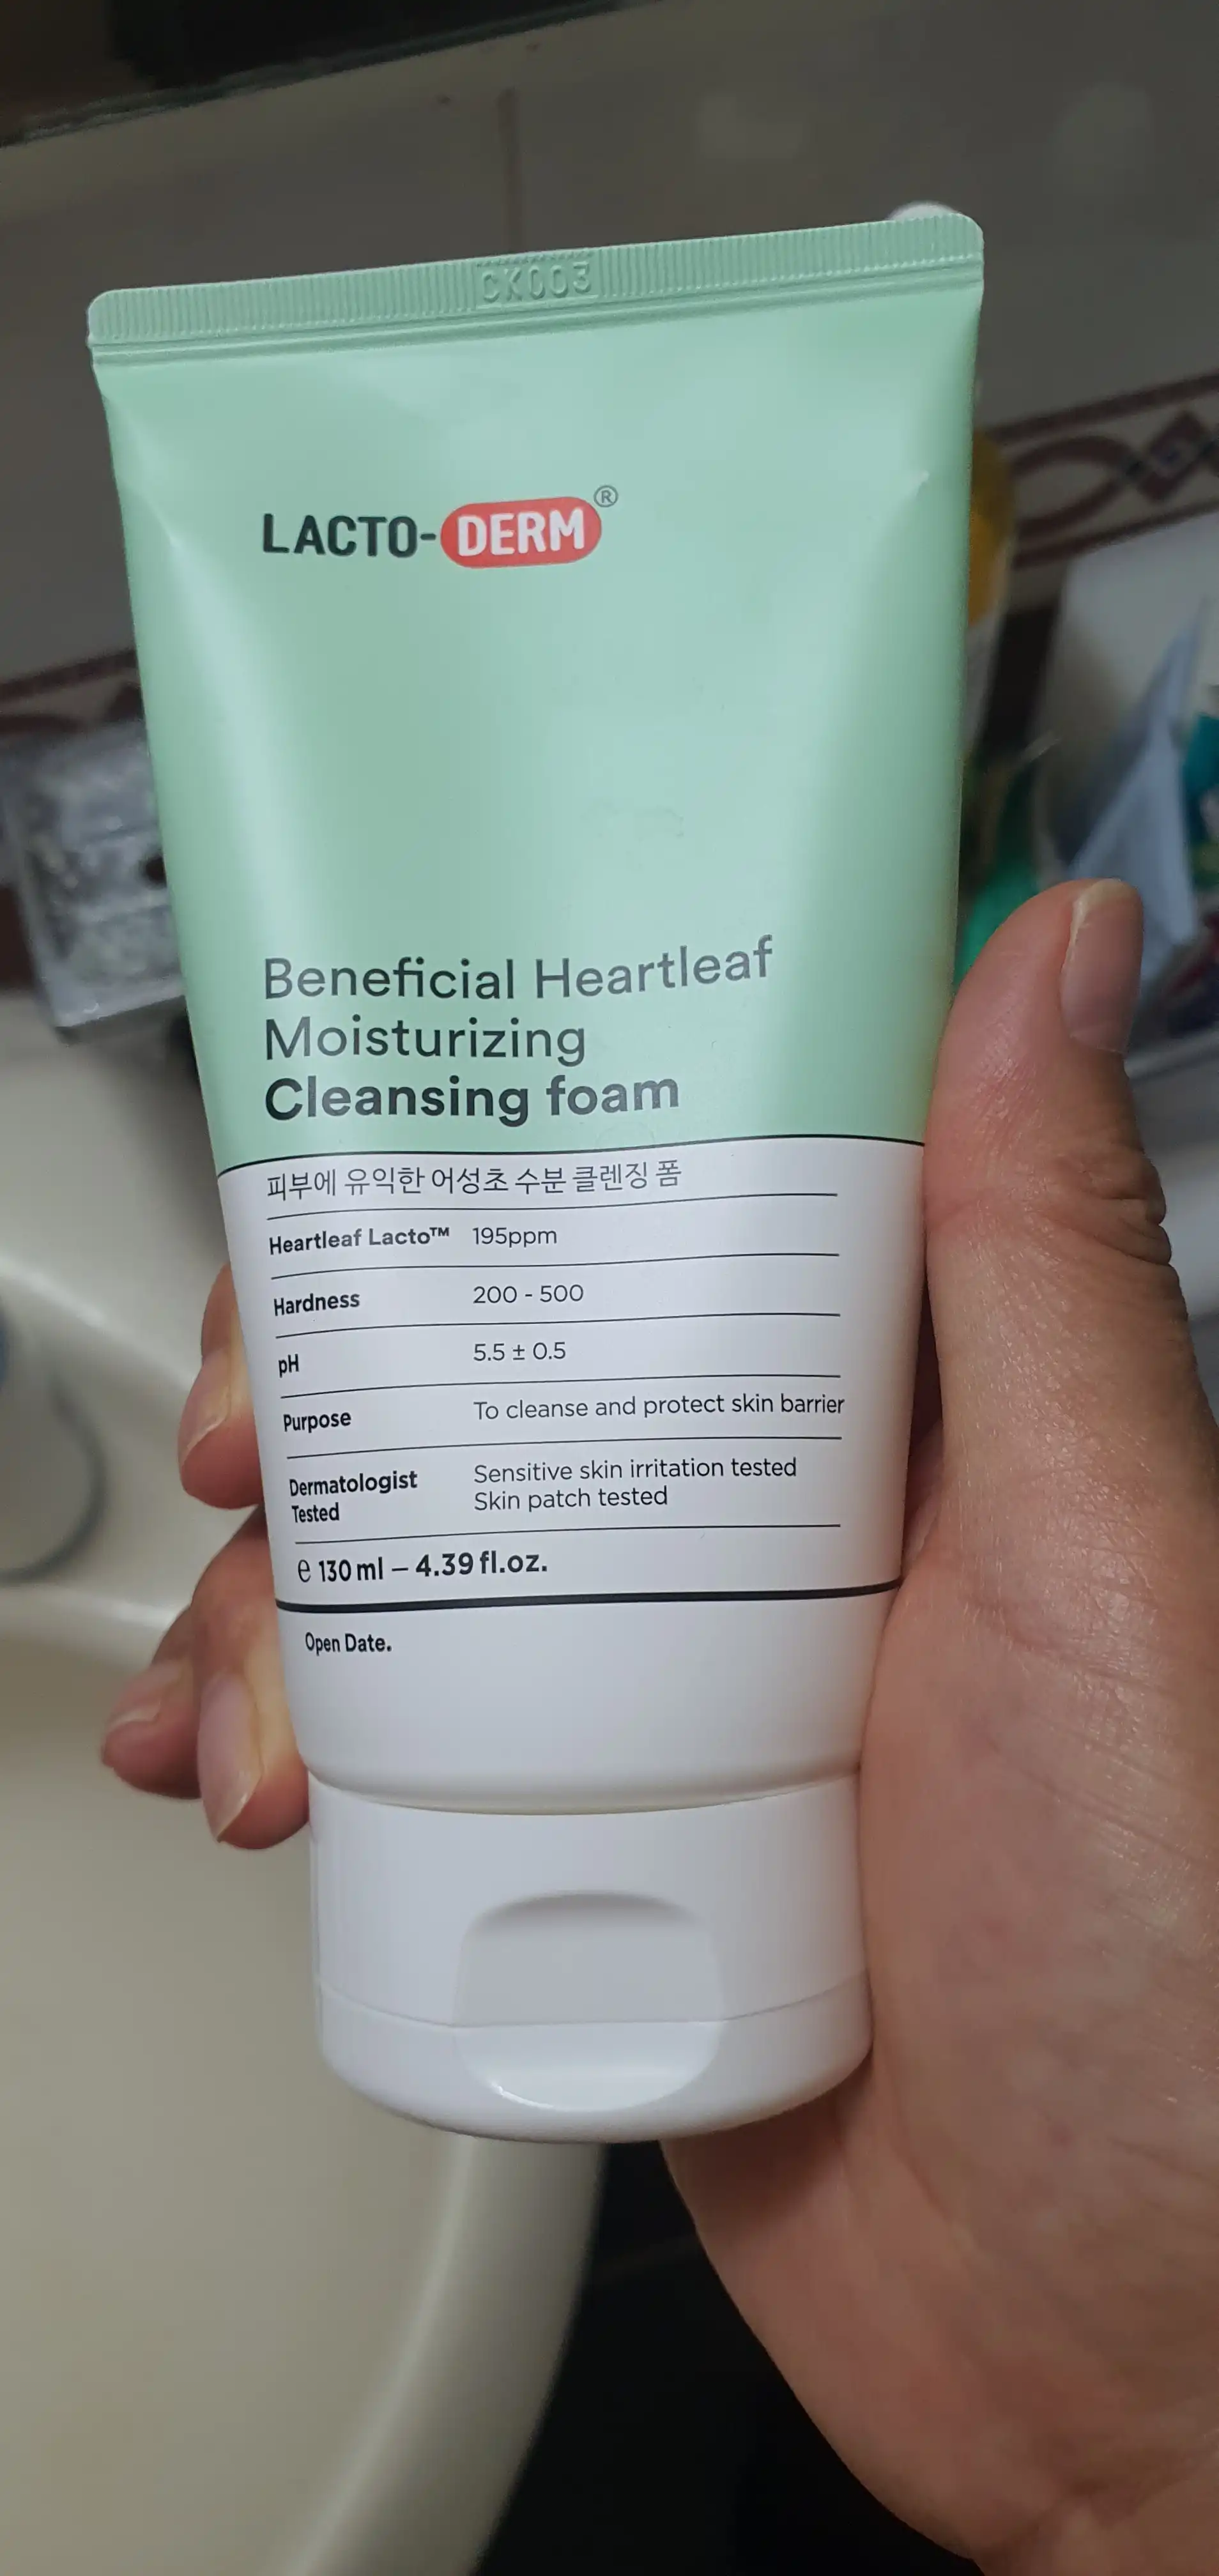 CK003
LACTO-DERM®
Beneficial Heartleaf
Moisturizing
Cleansing foam
피부에 유익한 어성초 수분 클렌징 폼
Heartleaf Lacto™ 195ppm
Hardness 200 - 500
pH 5.5 ± 0.5
Purpose To cleanse and protect skin barrier
Dermatologist Tested Sensitive skin irritation tested
Skin patch tested
℮ 130 ml – 4.39 fl.oz.
Open Date.